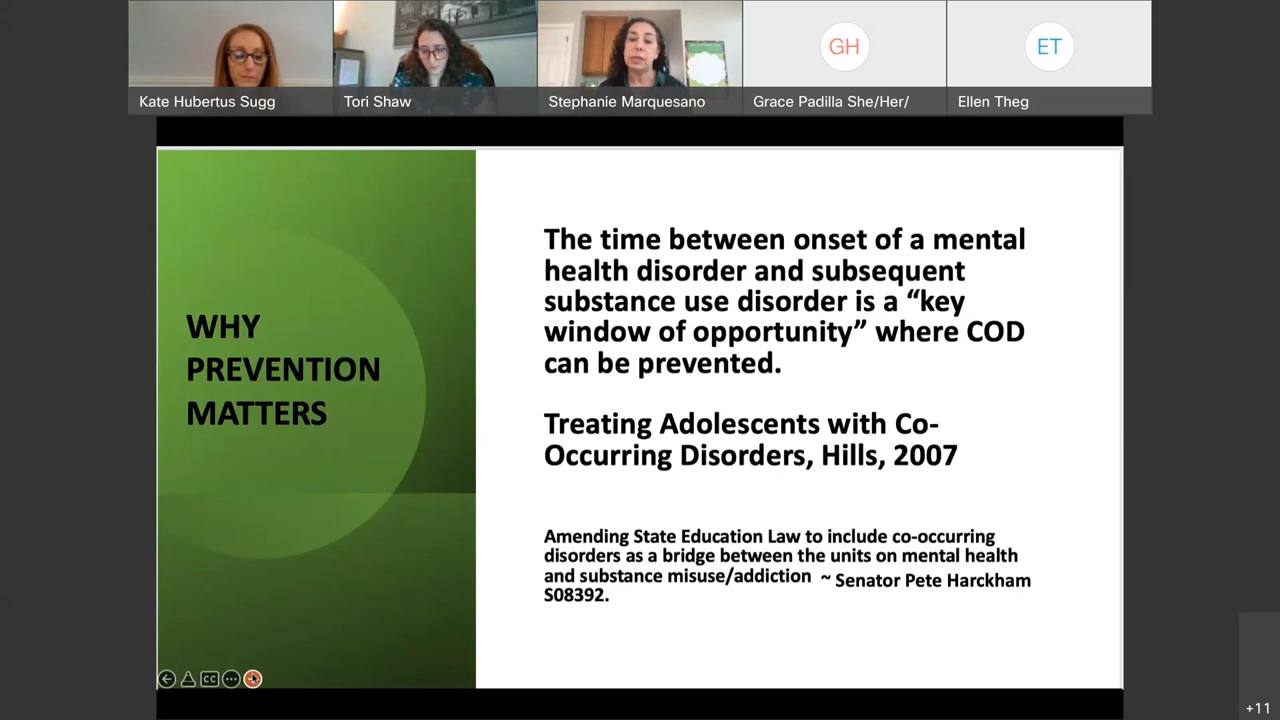 Kate Hubertus Sugg
Tori Shaw
Stephanie Marquesano
GH
Grace Padilla She/Her/
ET
Ellen Theg
WHY
PREVENTION
MATTERS
The time between onset of a mental
health disorder and subsequent
substance use disorder is a “key
window of opportunity” where COD
can be prevented.
Treating Adolescents with Co-
Occurring Disorders, Hills, 2007
Amending State Education Law to include co-occurring
disorders as a bridge between the units on mental health
and substance misuse/addiction ~ Senator Pete Harckham
S08392.
CC
+11